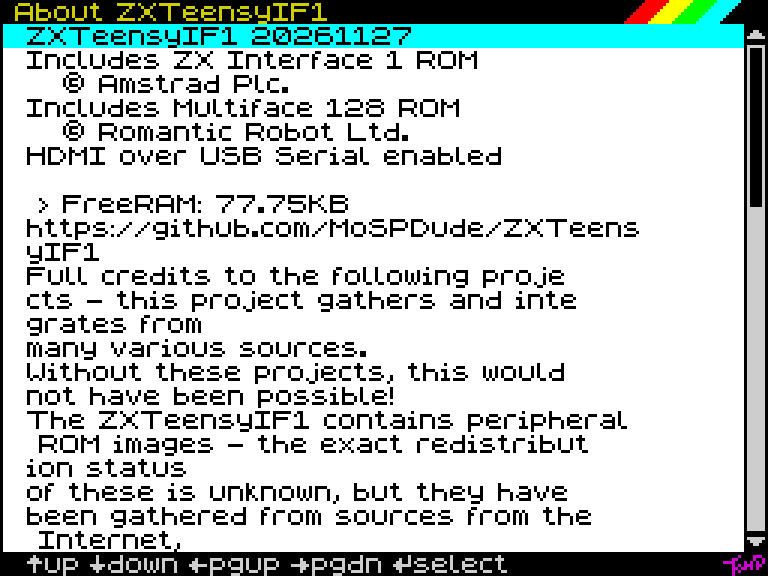 About ZXTeensyIF1
ZXTeensyIF1 20261127
Includes ZX Interface 1 ROM
© Amstrad Plc.
Includes Multiface 128 ROM
© Romantic Robot Ltd.
HDMI over USB Serial enabled
> FreeRAM: 77.75KB
https://github.com/MoSPDude/ZXTeens
yIF1
Full credits to the following proje
cts - this project gathers and inte
grates from
many various sources.
Without these projects, this would
not have been possible!
The ZXTeensyIF1 contains peripheral
ROM images - the exact redistribut
ion status
of these is unknown, but they have
been gathered from sources from the
Internet,
↑up ↓down ←pgup →pgdn ↵select